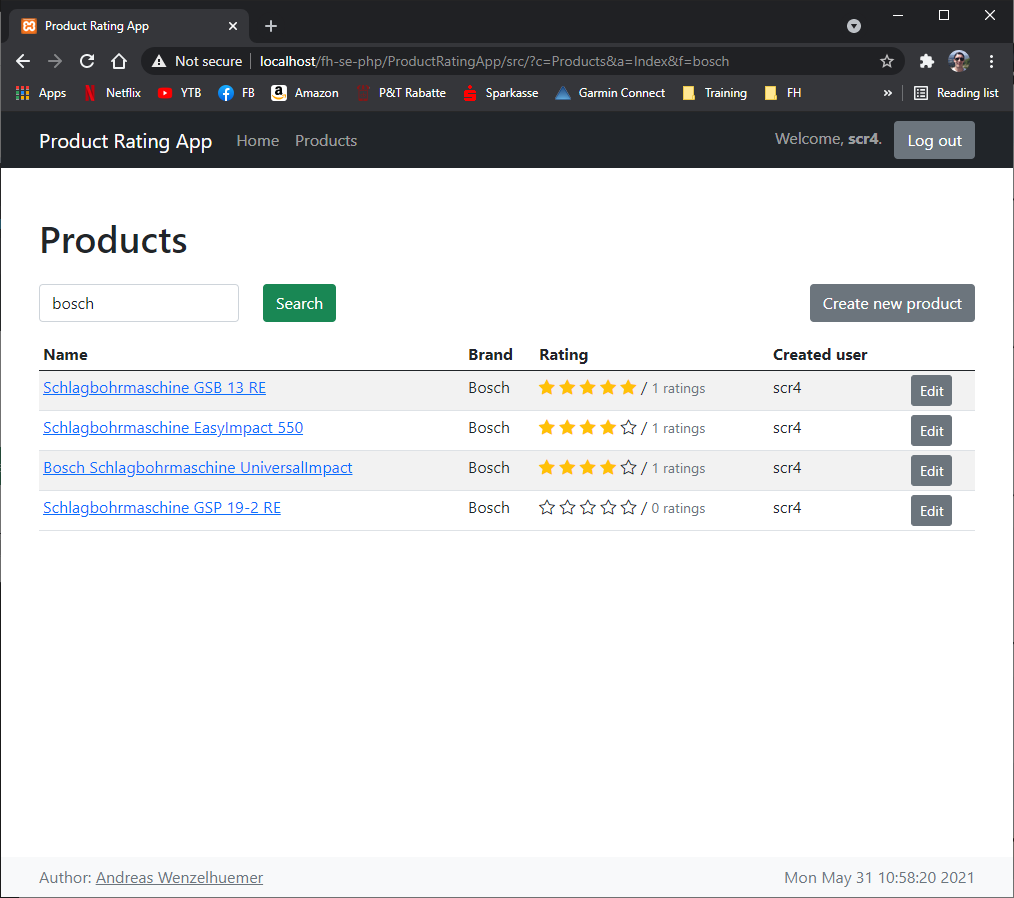 Product Rating App
Not secure localhost/fh-se-php/ProductRatingApp/src/?c=Products&a=Index&f=bosch
Apps Netflix YTB FB Amazon P&T Rabatte Sparkasse Garmin Connect Training FH » Reading list
Product Rating App Home Products Welcome, scr4. Log out
Products
bosch Search Create new product
Name Brand Rating Created user
Schlagbohrmaschine GSB 13 RE Bosch / 1 ratings scr4 Edit
Schlagbohrmaschine EasyImpact 550 Bosch / 1 ratings scr4 Edit
Bosch Schlagbohrmaschine UniversalImpact Bosch / 1 ratings scr4 Edit
Schlagbohrmaschine GSP 19-2 RE Bosch / 0 ratings scr4 Edit
Author: Andreas Wenzelhuemer Mon May 31 10:58:20 2021